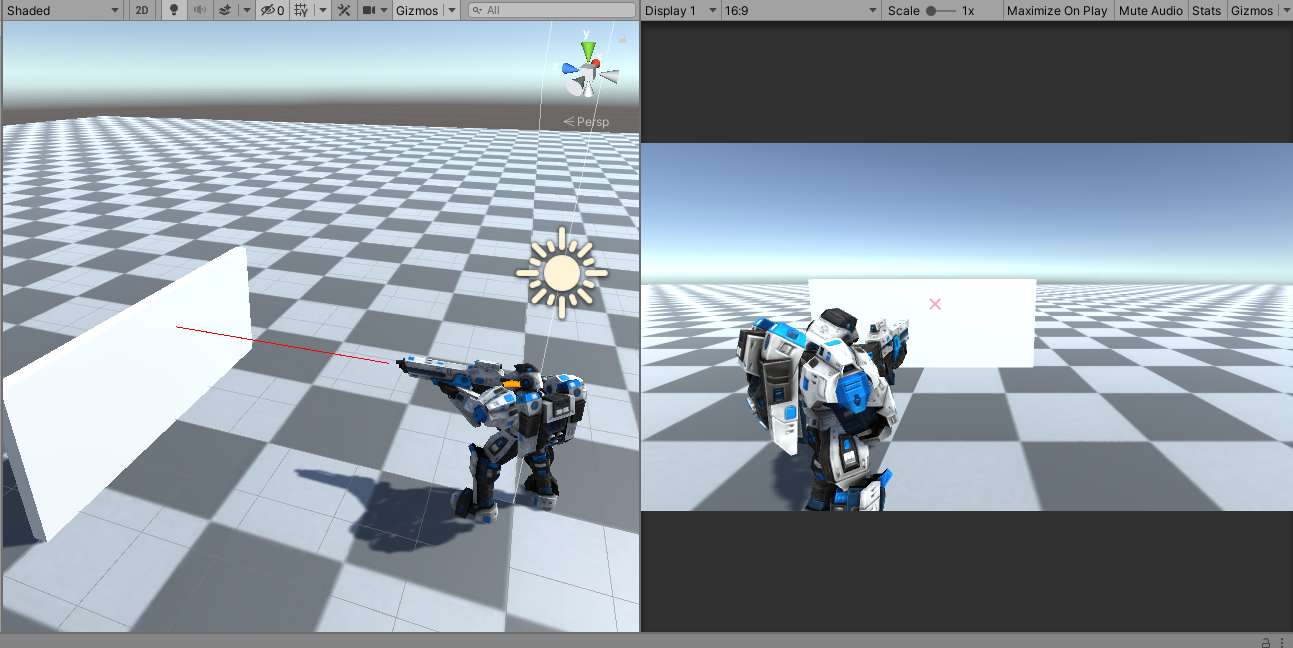 Shaded 2D 0 Gizmos All
y
z
< Persp
Display 1 16:9 Scale 1x Maximize On Play Mute Audio Stats Gizmos